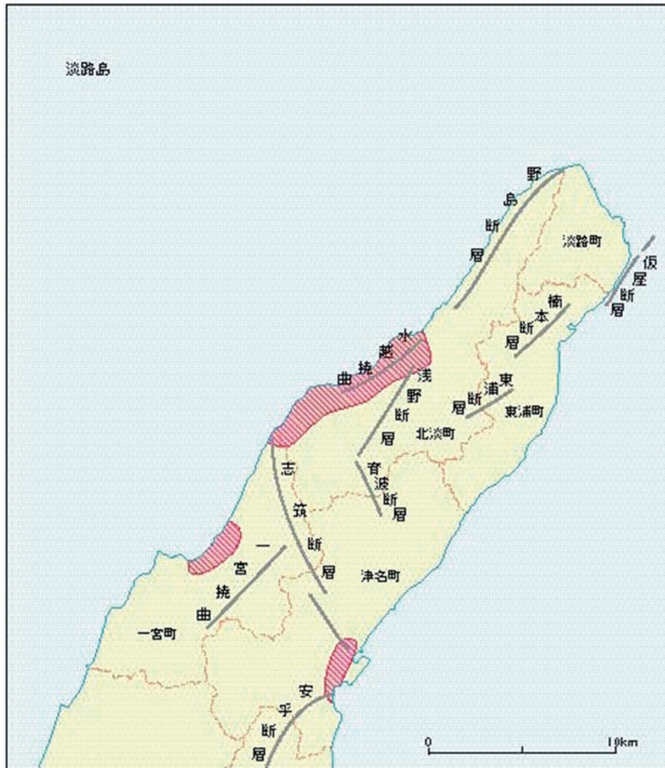 淡路島
野島断層
淡路町
仮屋断層
楠本断層
水越撓曲
浅野断層
東浦断層
東浦町
北淡町
志筑断層
育波断層
一宮撓曲
津名町
一宮町
安乎断層
0 10km